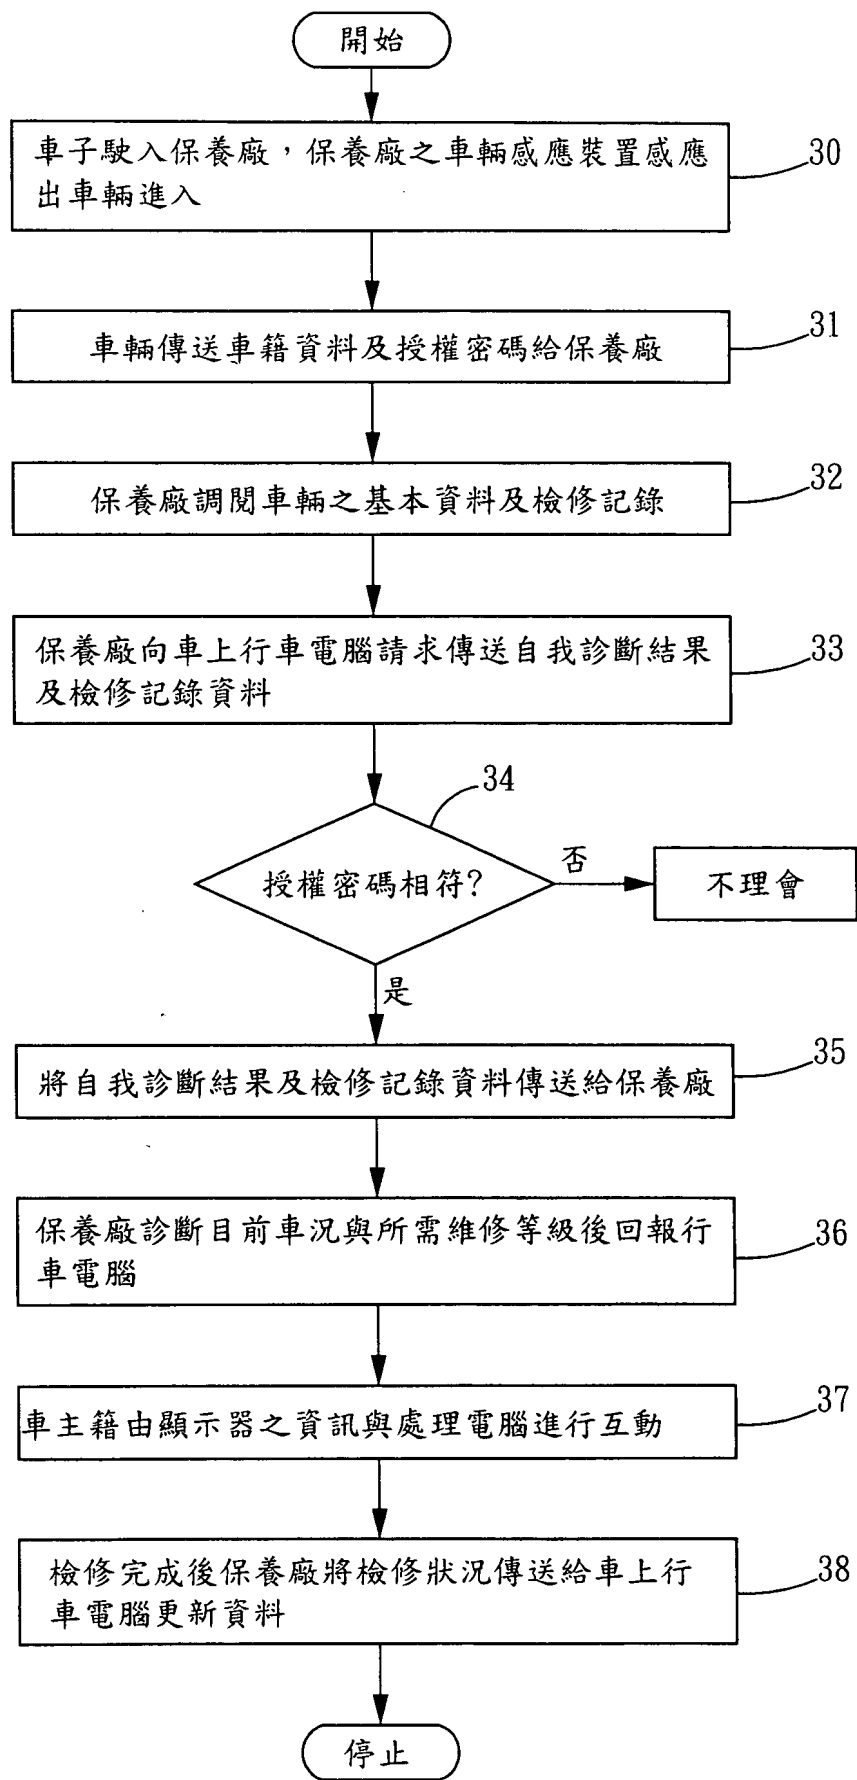 開始
車子駛入保養廠,保養廠之車輛感應裝置感應
出車輛進入
30
車輛傳送車籍資料及授權密碼給保養廠
31
保養廠調閱車輛之基本資料及檢修記錄
32
保養廠向車上行車電腦請求傳送自我診斷結果
及檢修記錄資料
33
34
授權密碼相符?
否
不理會
是
將自我診斷結果及檢修記錄資料傳送給保養廠
35
保養廠診斷目前車況與所需維修等級後回報行
車電腦
36
車主籍由顯示器之資訊與處理電腦進行互動
37
檢修完成後保養廠將檢修狀況傳送給車上行
車電腦更新資料
38
停止